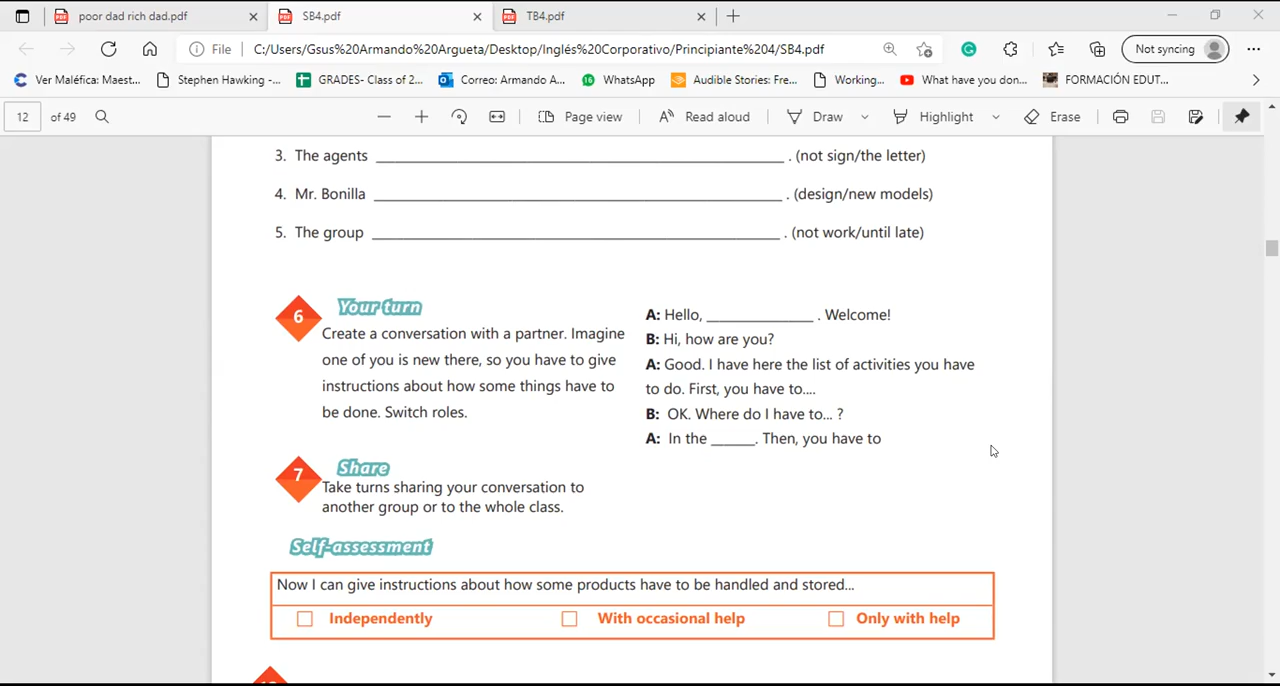 poor dad rich dad.pdf
SB4.pdf
TB4.pdf
File
C:/Users/Gsus%20Armando%20Argueta/Desktop/Inglés%20Corporativo/Principiante%204/SB4.pdf
Not syncing
Ver Maléfica: Maest...
Stephen Hawking -...
GRADES- Class of 2...
Correo: Armando A...
WhatsApp
Audible Stories: Fre...
Working...
What have you don...
FORMACIÓN EDUT...
12 of 49
Page view
Read aloud
Draw
Highlight
Erase
3. The agents ______________________________ . (not sign/the letter)
4. Mr. Bonilla ______________________________ . (design/new models)
5. The group ______________________________ . (not work/until late)
6
Your turn
Create a conversation with a partner. Imagine
one of you is new there, so you have to give
instructions about how some things have to
be done. Switch roles.
A: Hello, ______________ . Welcome!
B: Hi, how are you?
A: Good. I have here the list of activities you have
to do. First, you have to....
B: OK. Where do I have to... ?
A: In the ______. Then, you have to
7
Share
Take turns sharing your conversation to
another group or to the whole class.
Self-assessment
Now I can give instructions about how some products have to be handled and stored...
Independently
With occasional help
Only with help